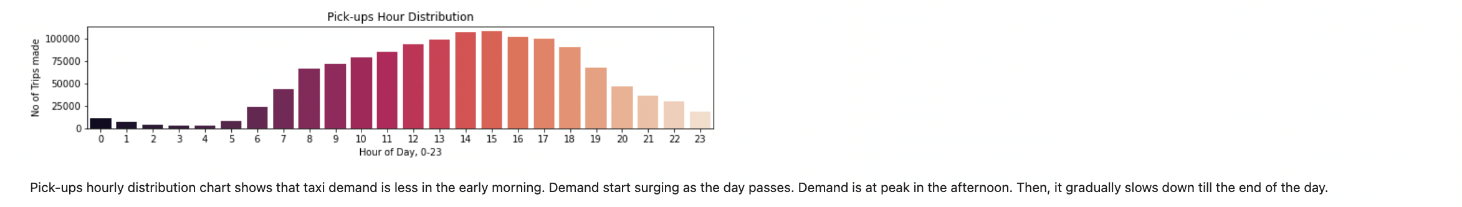 Pick-ups Hour Distribution
No of Trips made
100000
75000
50000
25000
0
0 1 2 3 4 5 6 7 8 9 10 11 12 13 14 15 16 17 18 19 20 21 22 23
Hour of Day, 0-23
Pick-ups hourly distribution chart shows that taxi demand is less in the early morning. Demand start surging as the day passes. Demand is at peak in the afternoon. Then, it gradually slows down till the end of the day.